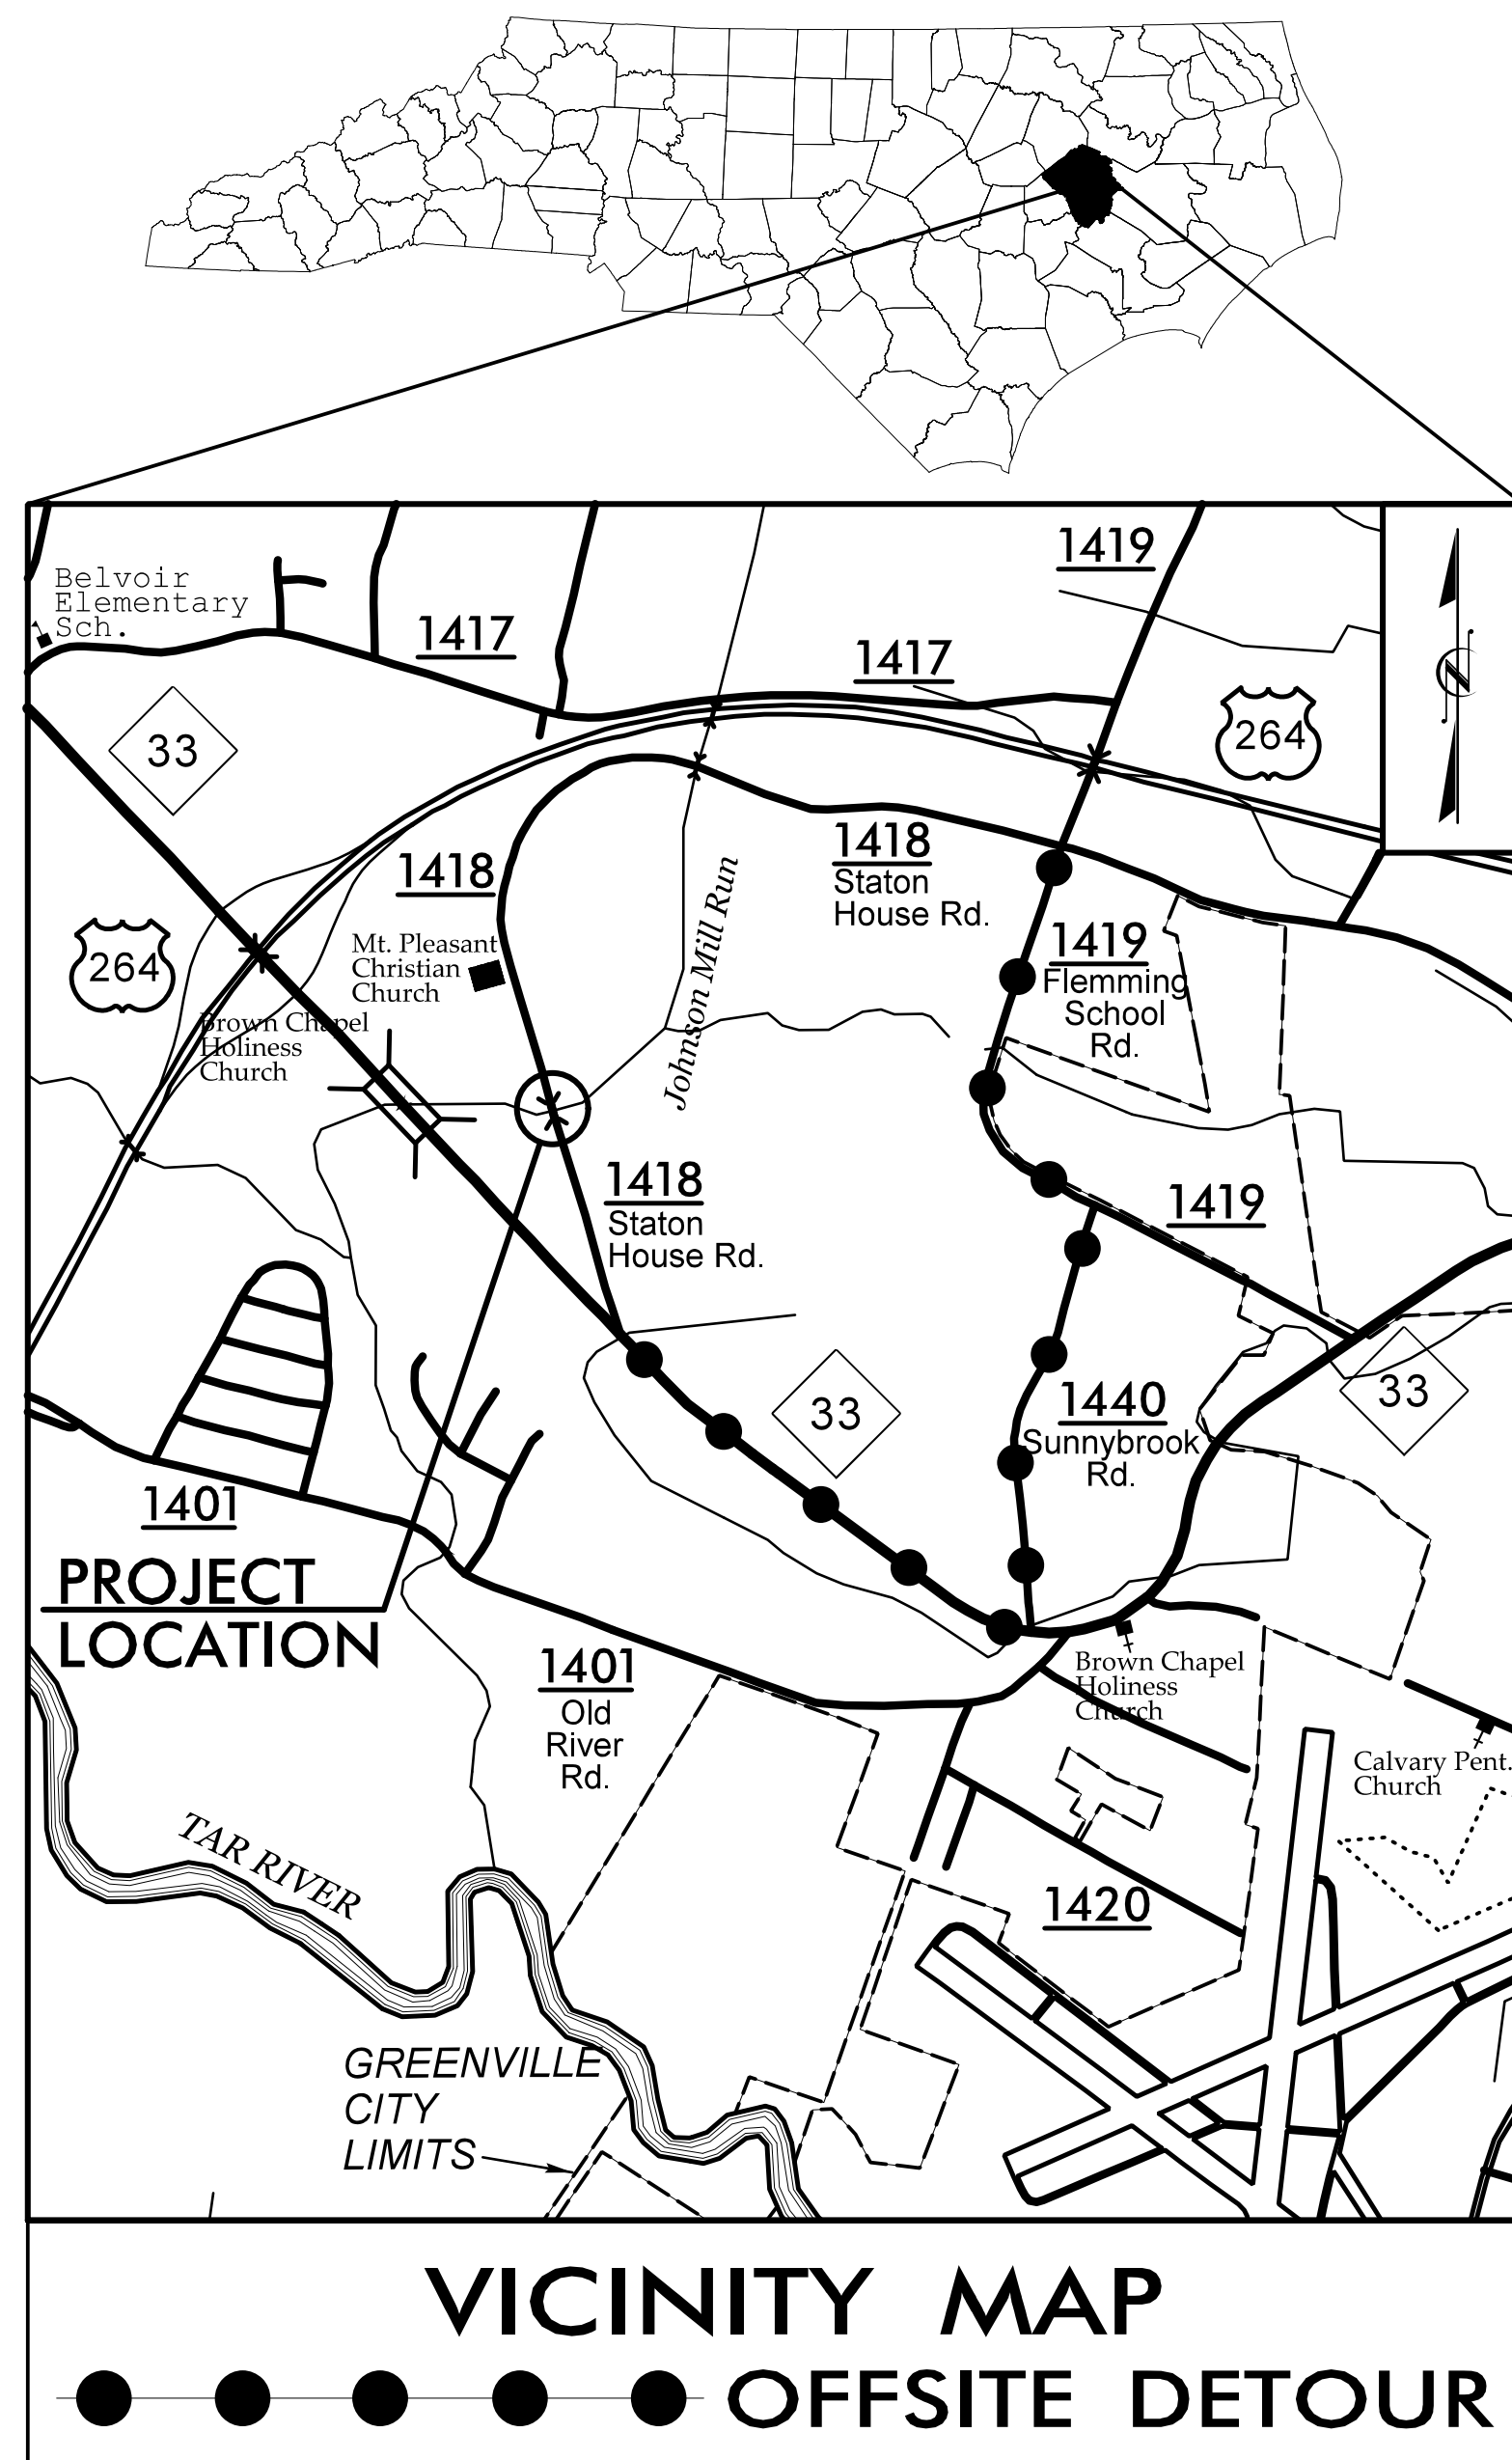 1419
Belvoir
Elementary
Sch.
1417
1417
33
264
N
1418
1418
Staton
House Rd.
Johnson Mill Run
264
Mt. Pleasant
Christian
Church
1419
Flemming
School
Rd.
Brown Chapel
Holiness
Church
1418
Staton
House Rd.
1419
33
33
1440
Sunnybrook
Rd.
1401
PROJECT
LOCATION
1401
Old
River
Rd.
Brown Chapel
Holiness
Church
Calvary Pent.
Church
TAR RIVER
1420
GREENVILLE
CITY
LIMITS
VICINITY MAP
OFFSITE DETOUR